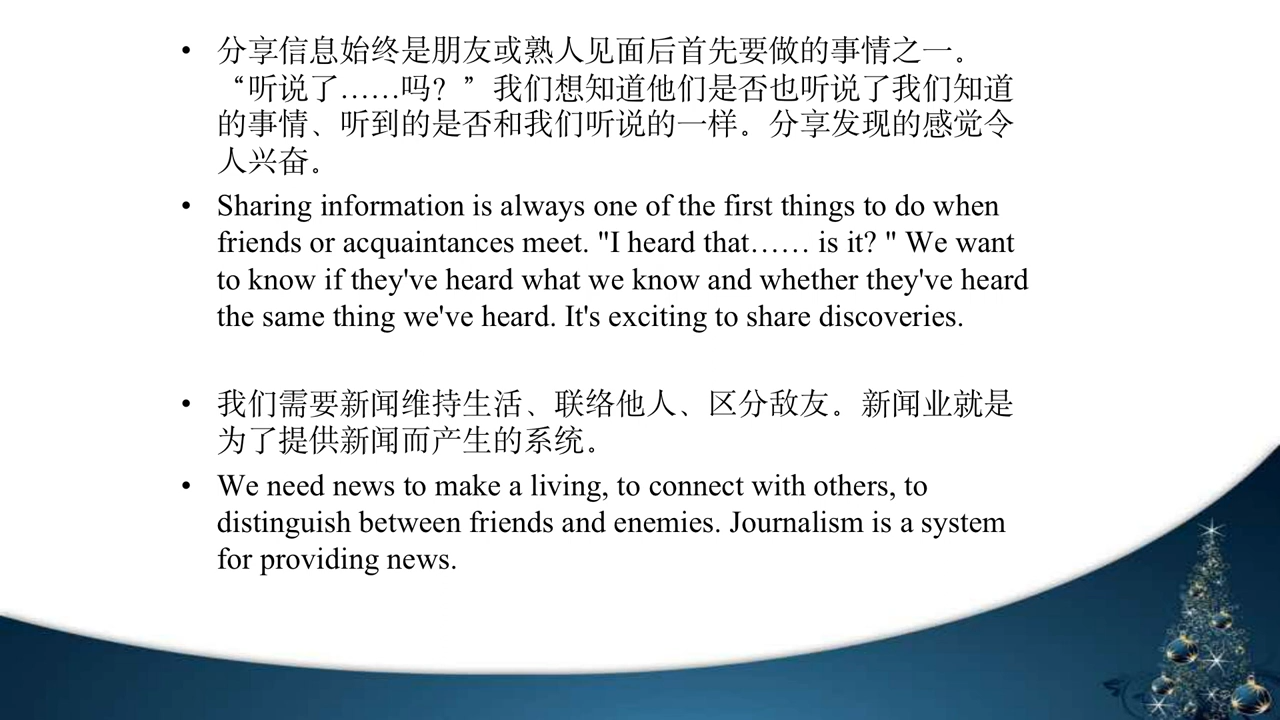 • 分享信息始终是朋友或熟人见面后首先要做的事情之一。
“听说了……吗？”我们想知道他们是否也听说了我们知道
的事情、听到的是否和我们听说的一样。分享发现的感觉令
人兴奋。
• Sharing information is always one of the first things to do when
friends or acquaintances meet. "I heard that…… is it? " We want
to know if they've heard what we know and whether they've heard
the same thing we've heard. It's exciting to share discoveries.
• 我们需要新闻维持生活、联络他人、区分敌友。新闻业就是
为了提供新闻而产生的系统。
• We need news to make a living, to connect with others, to
distinguish between friends and enemies. Journalism is a system
for providing news.